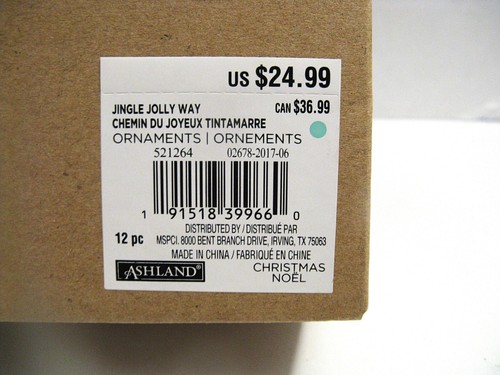 US $24.99
JINGLE JOLLY WAY CAN $36.99
CHEMIN DU JOYEUX TINTAMARRE
ORNAMENTS | ORNEMENTS
521264 02678-2017-06
1 91518 39966 0
12 pc
DISTRIBUTED BY / DISTRIBUÉ PAR
MSPCI. 8000 BENT BRANCH DRIVE, IRVING, TX 75063
MADE IN CHINA / FABRIQUÉ EN CHINE
ASHLAND
CHRISTMAS
NOËL